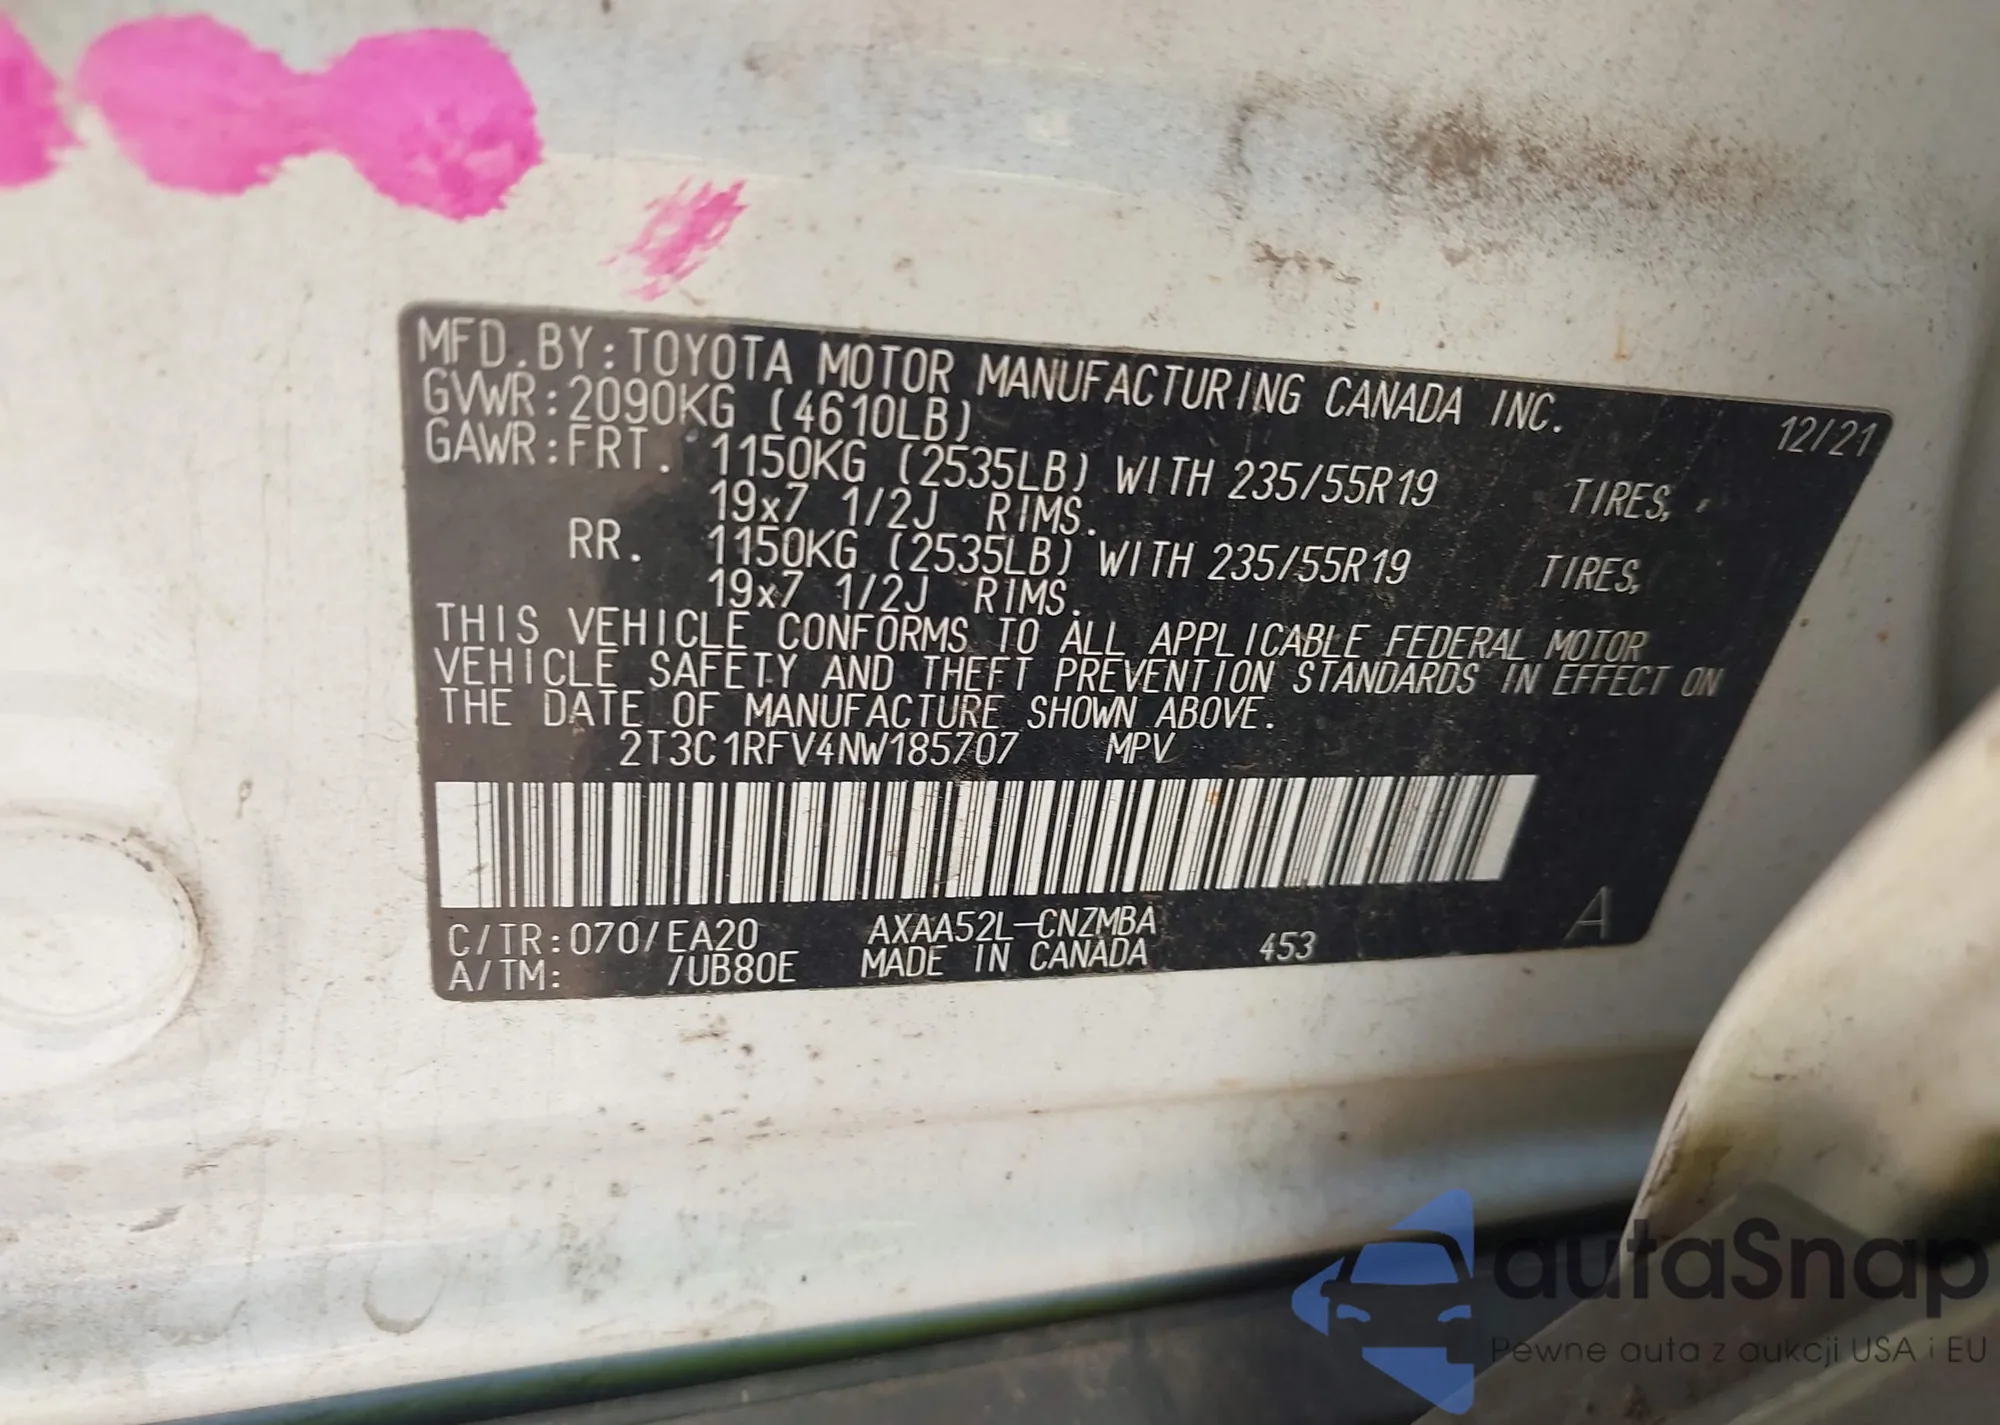 MFD.BY:TOYOTA MOTOR MANUFACTURING CANADA INC. 12/21
GVWR:2090KG (4610LB)
GAWR:FRT. 1150KG (2535LB) WITH 235/55R19 TIRES,
19x7 1/2J RIMS.
RR. 1150KG (2535LB) WITH 235/55R19 TIRES,
19x7 1/2J RIMS.
THIS VEHICLE CONFORMS TO ALL APPLICABLE FEDERAL MOTOR
VEHICLE SAFETY AND THEFT PREVENTION STANDARDS IN EFFECT ON
THE DATE OF MANUFACTURE SHOWN ABOVE.
2T3C1RFV4NW185707 MPV
C/TR:070/EA20 AXAA52L-CNZMBA
A/TM: /UB80E MADE IN CANADA 453 A
autaSnap
Pewne auta z aukcji USA i EU